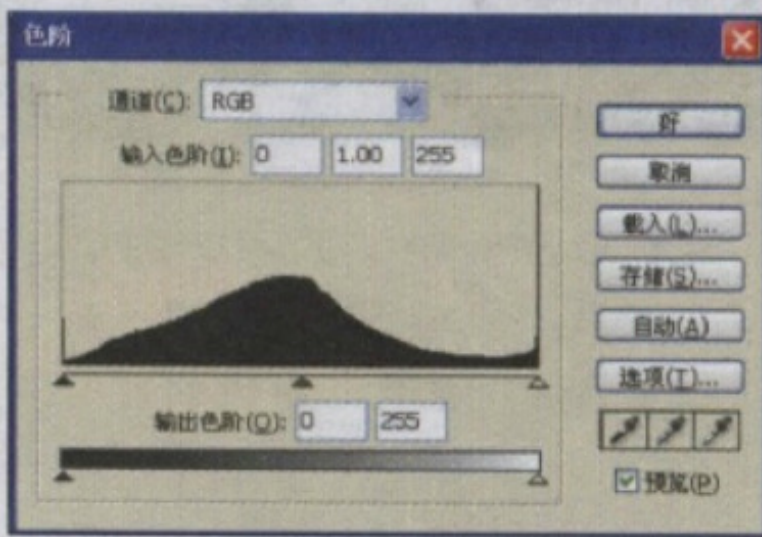 色阶
通道(C): RGB
输入色阶(I): 0 1.00 255
输出色阶(O): 0 255
好
取消
载入(L)...
存储(S)...
自动(A)
选项(T)...
预览(P)